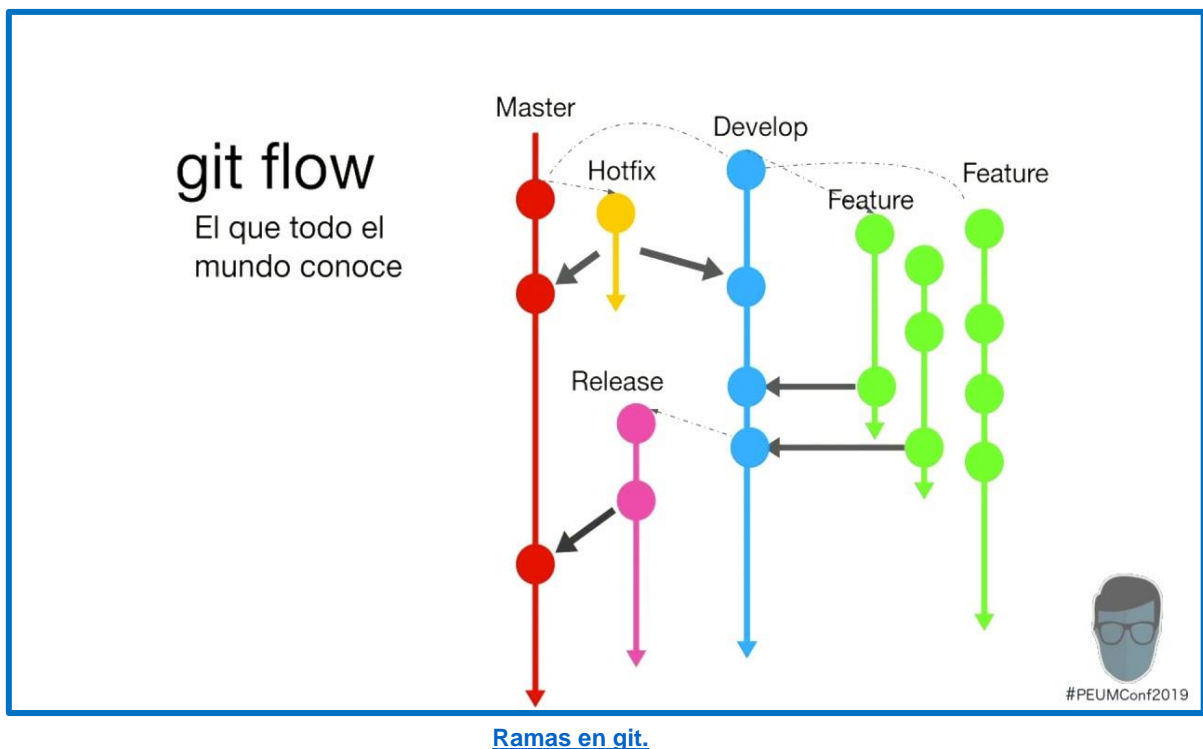 git flow
El que todo el
mundo conoce
Master
Hotfix
Develop
Feature
Feature
Release
#PEUMConf2019
Ramas en git.